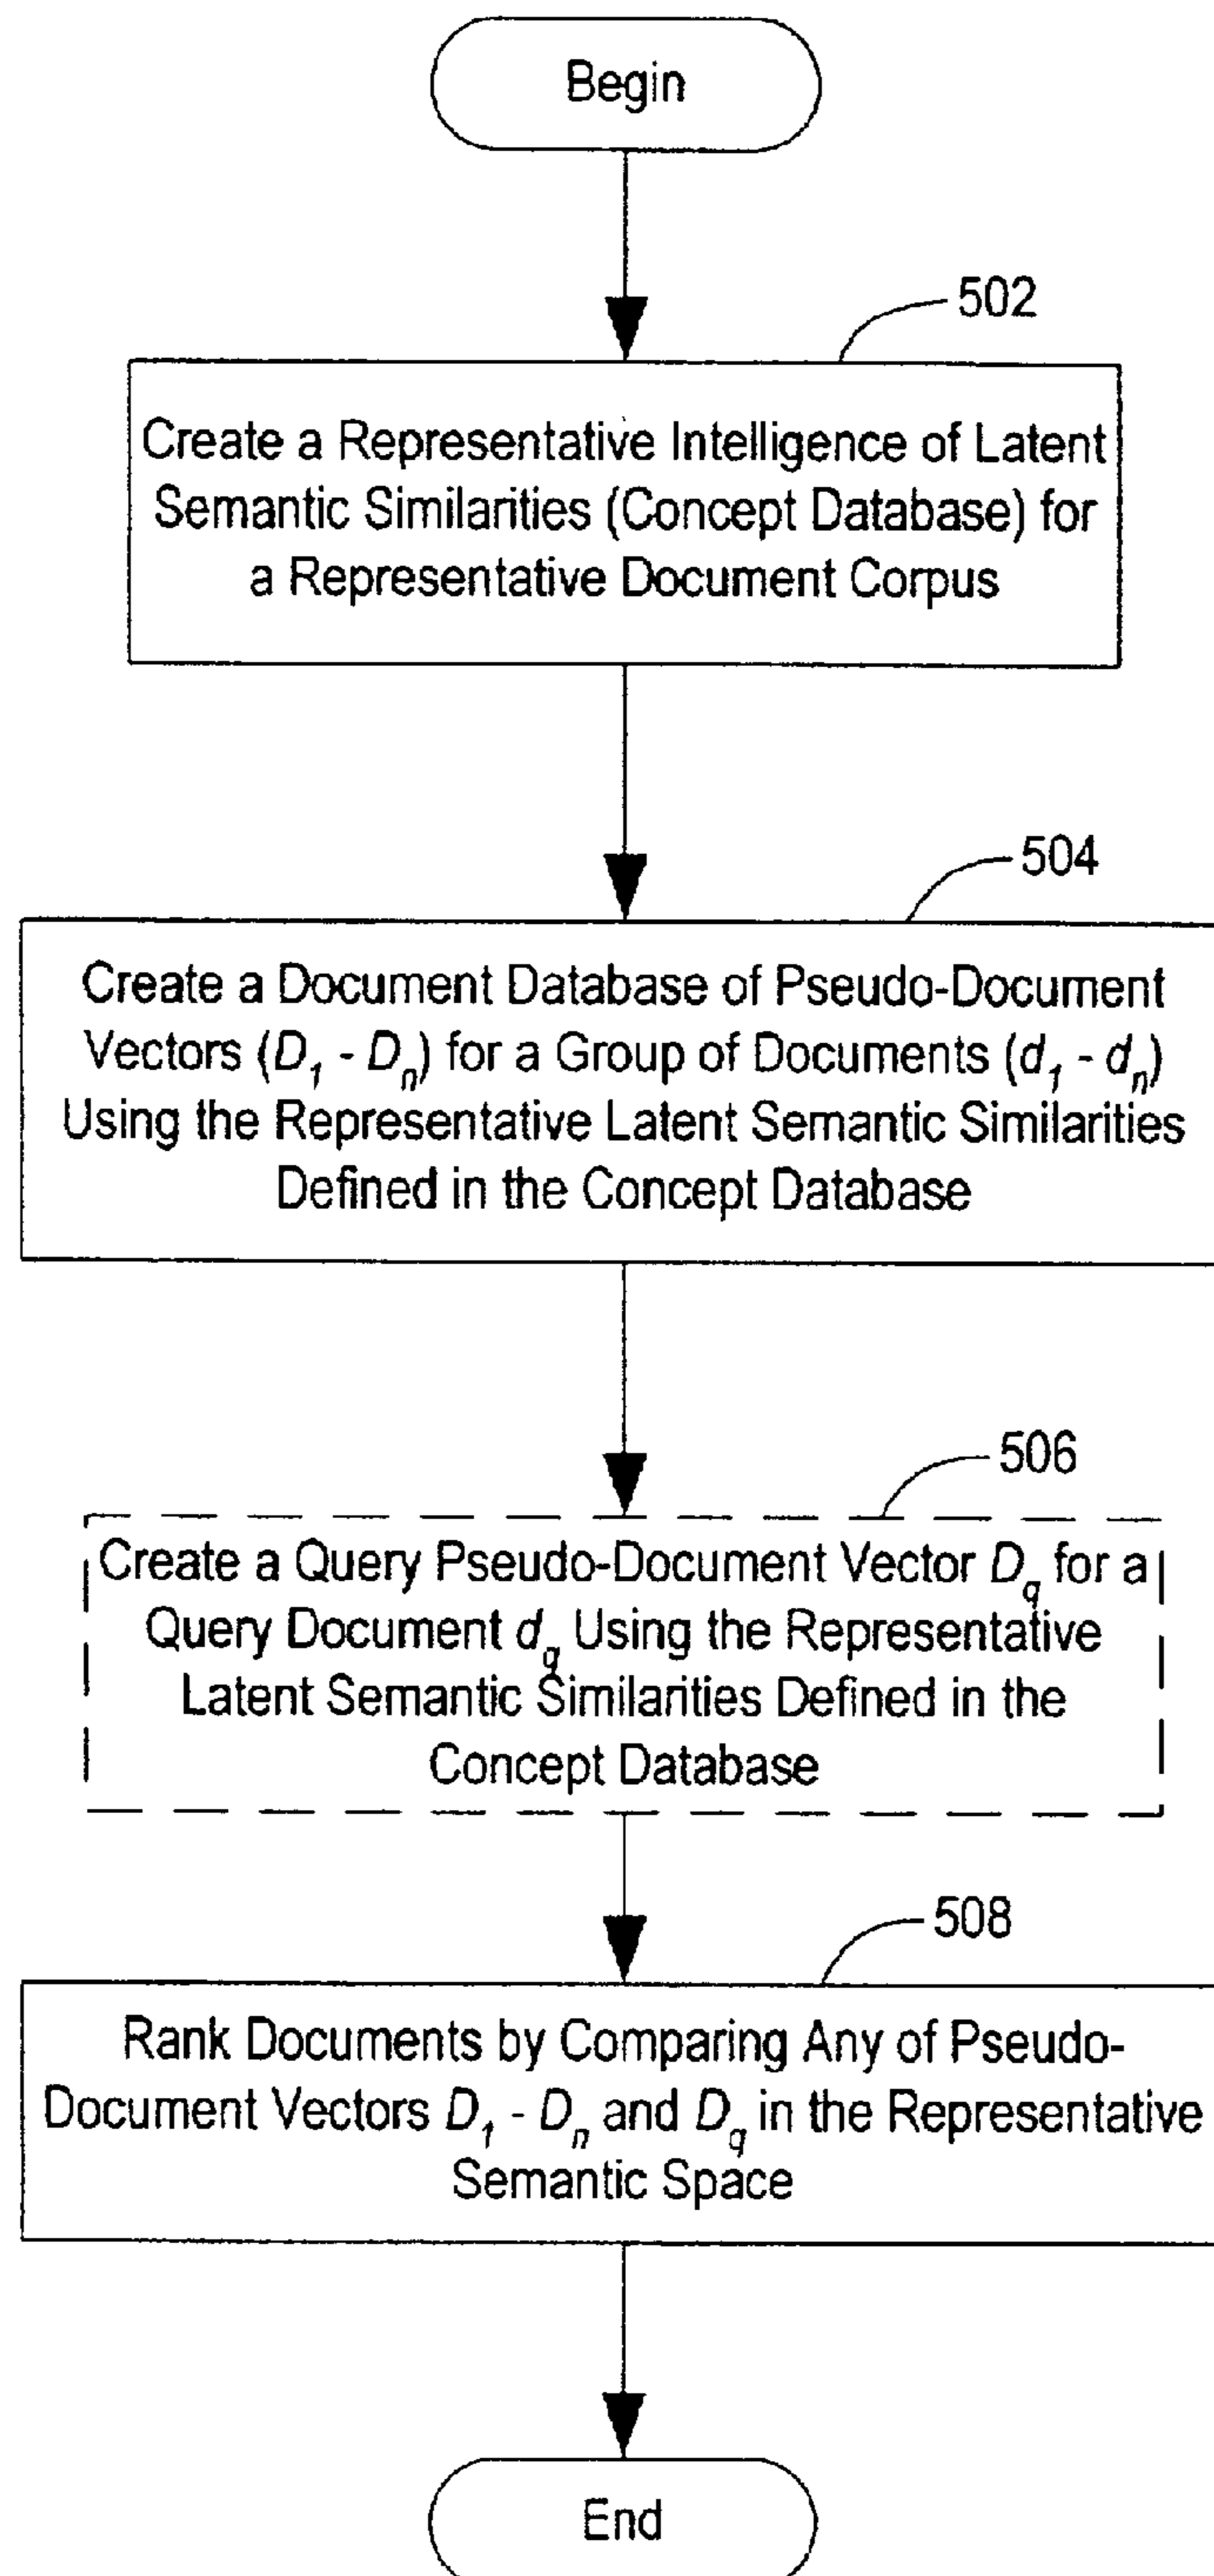 Begin
502
Create a Representative Intelligence of Latent
Semantic Similarities (Concept Database) for
a Representative Document Corpus
504
Create a Document Database of Pseudo-Document
Vectors (D₁ - Dₙ) for a Group of Documents (d₁ - dₙ)
Using the Representative Latent Semantic Similarities
Defined in the Concept Database
506
Create a Query Pseudo-Document Vector D_q for a
Query Document d_q Using the Representative
Latent Semantic Similarities Defined in the
Concept Database
508
Rank Documents by Comparing Any of Pseudo-
Document Vectors D₁ - Dₙ and D_q in the Representative
Semantic Space
End